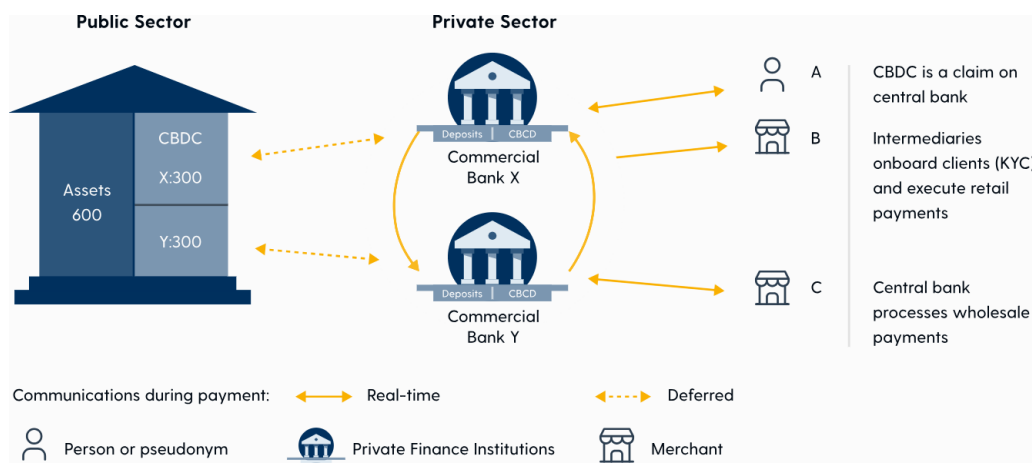 Public Sector
Private Sector
CBDC
X:300
Assets
600
Y:300
Deposits | CBCD
Commercial
Bank X
Deposits | CBCD
Commercial
Bank Y
A
CBDC is a claim on
central bank
B
Intermediaries
onboard clients (KYC)
and execute retail
payments
C
Central bank
processes wholesale
payments
Communications during payment:
Real-time
Deferred
Person or pseudonym
Private Finance Institutions
Merchant